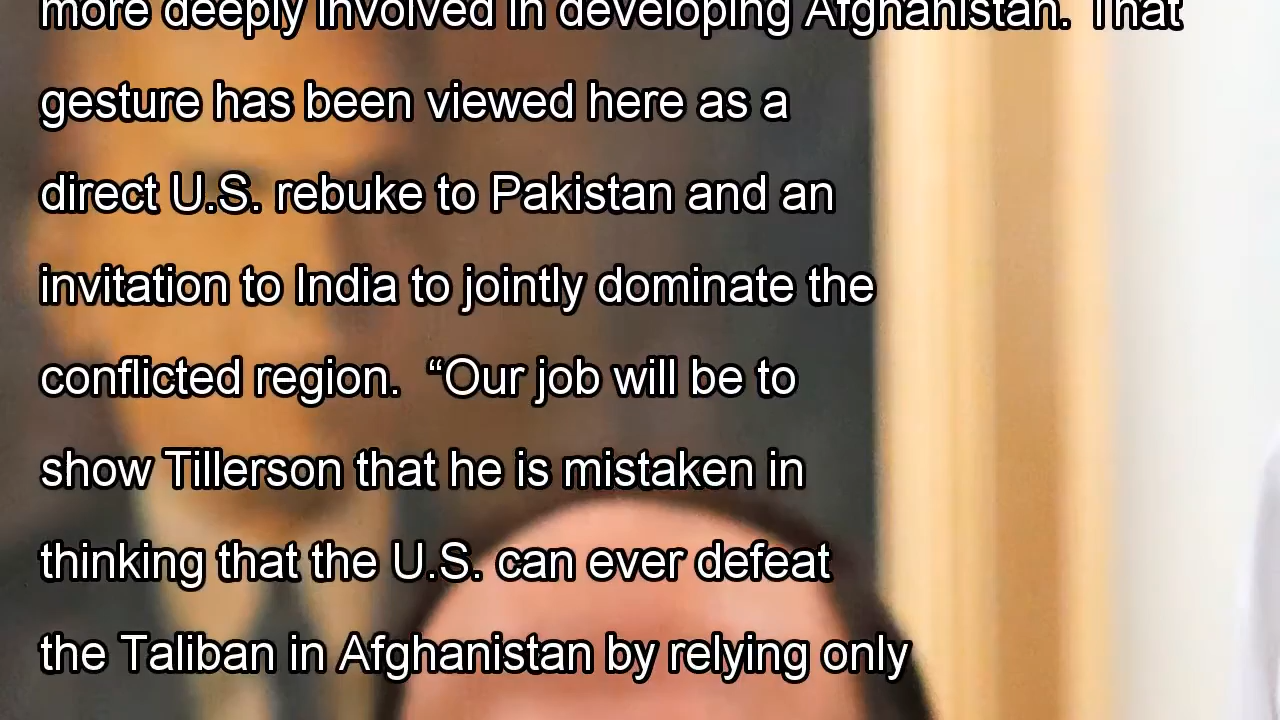 more deeply involved in developing Afghanistan. That
gesture has been viewed here as a
direct U.S. rebuke to Pakistan and an
invitation to India to jointly dominate the
conflicted region.  “Our job will be to
show Tillerson that he is mistaken in
thinking that the U.S. can ever defeat
the Taliban in Afghanistan by relying only